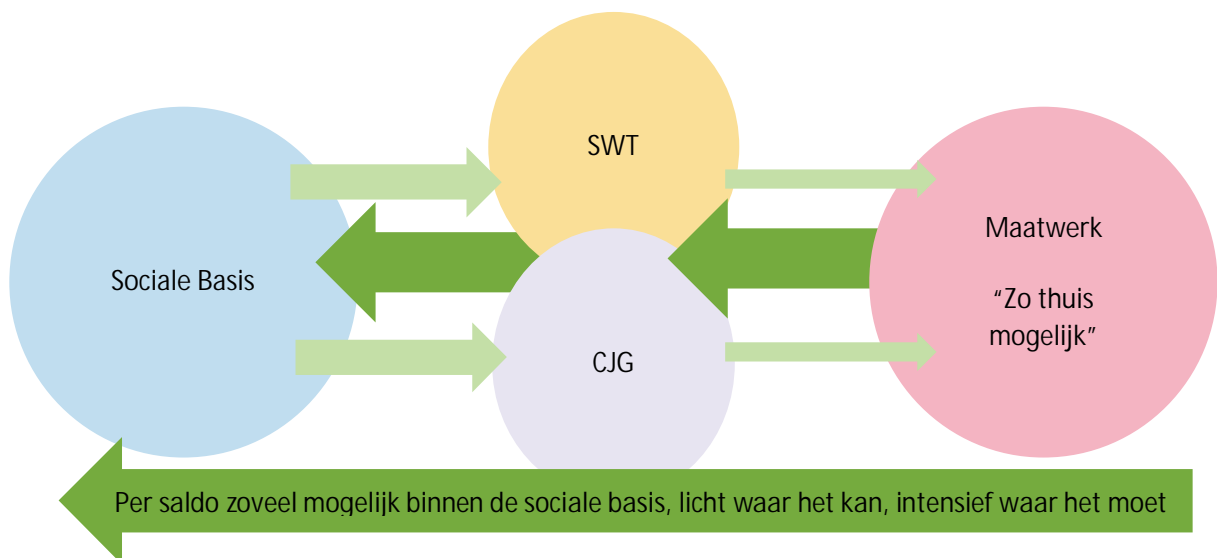 SWT
Sociale Basis
Maatwerk
“Zo thuis
mogelijk”
CJG
Per saldo zoveel mogelijk binnen de sociale basis, licht waar het kan, intensief waar het moet